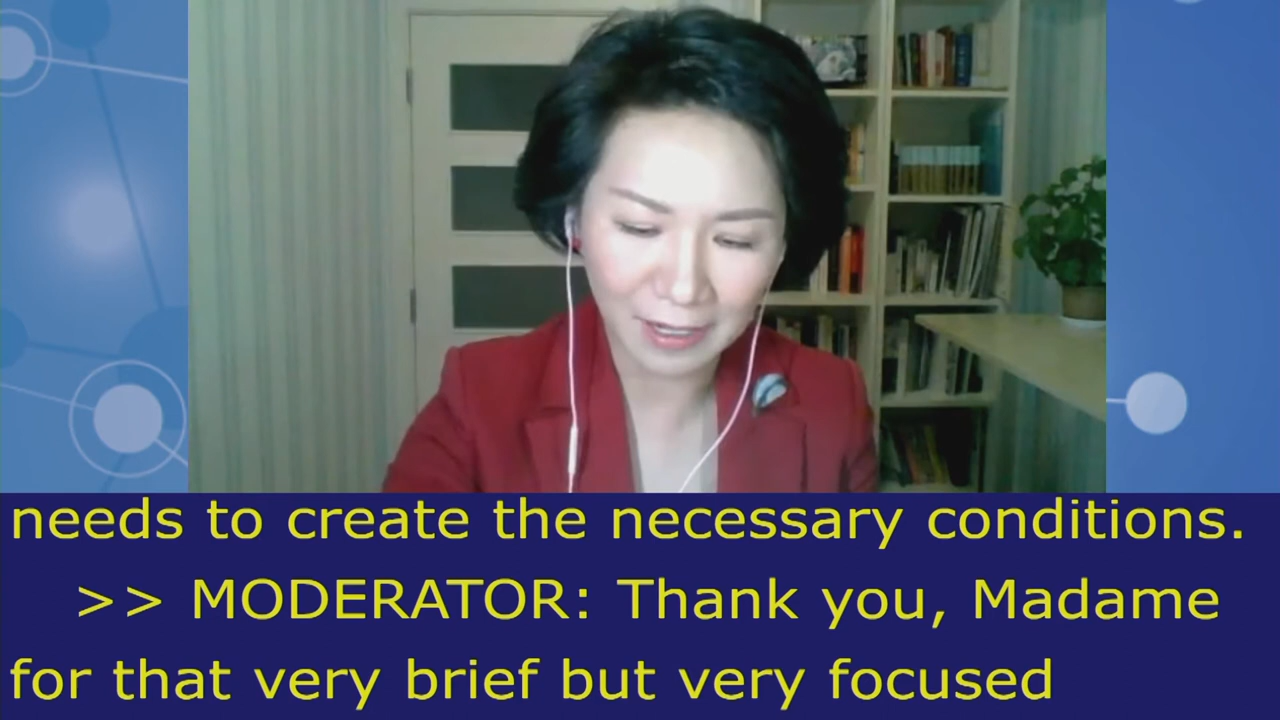 needs to create the necessary conditions.
>> MODERATOR: Thank you, Madame
for that very brief but very focused